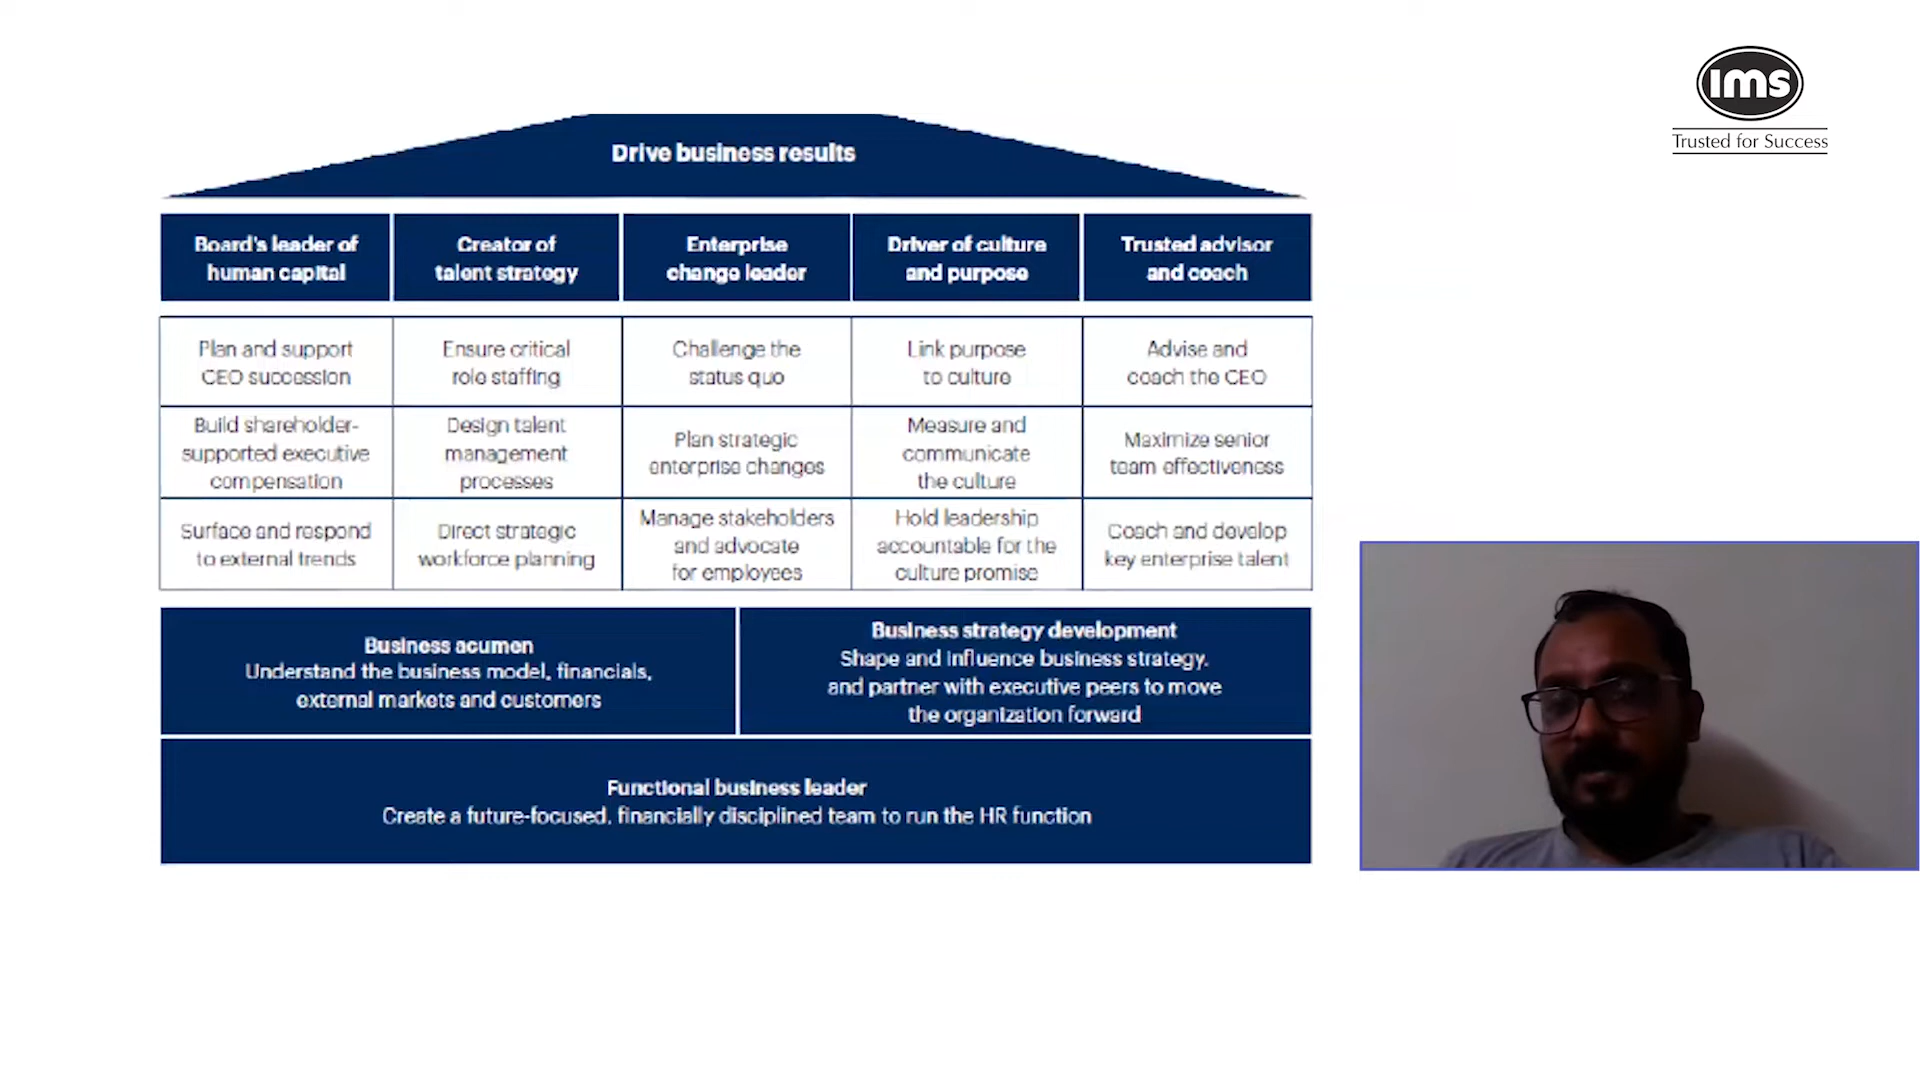 ims
Trusted for Success
Drive business results
Board's leader of
human capital
Creator of
talent strategy
Enterprise
change leader
Driver of culture
and purpose
Trusted advisor
and coach
Plan and support
CEO succession
Ensure critical
role staffing
Challenge the
status quo
Link purpose
to culture
Advise and
coach the CEO
Build shareholder-
supported executive
compensation
Design talent
management
processes
Plan strategic
enterprise changes
Measure and
communicate
the culture
Maximize senior
team effectiveness
Surface and respond
to external trends
Direct strategic
workforce planning
Manage stakeholders
and advocate
for employees
Hold leadership
accountable for the
culture promise
Coach and develop
key enterprise talent
Business acumen
Understand the business model, financials,
external markets and customers
Business strategy development
Shape and influence business strategy,
and partner with executive peers to move
the organization forward
Functional business leader
Create a future-focused, financially disciplined team to run the HR function